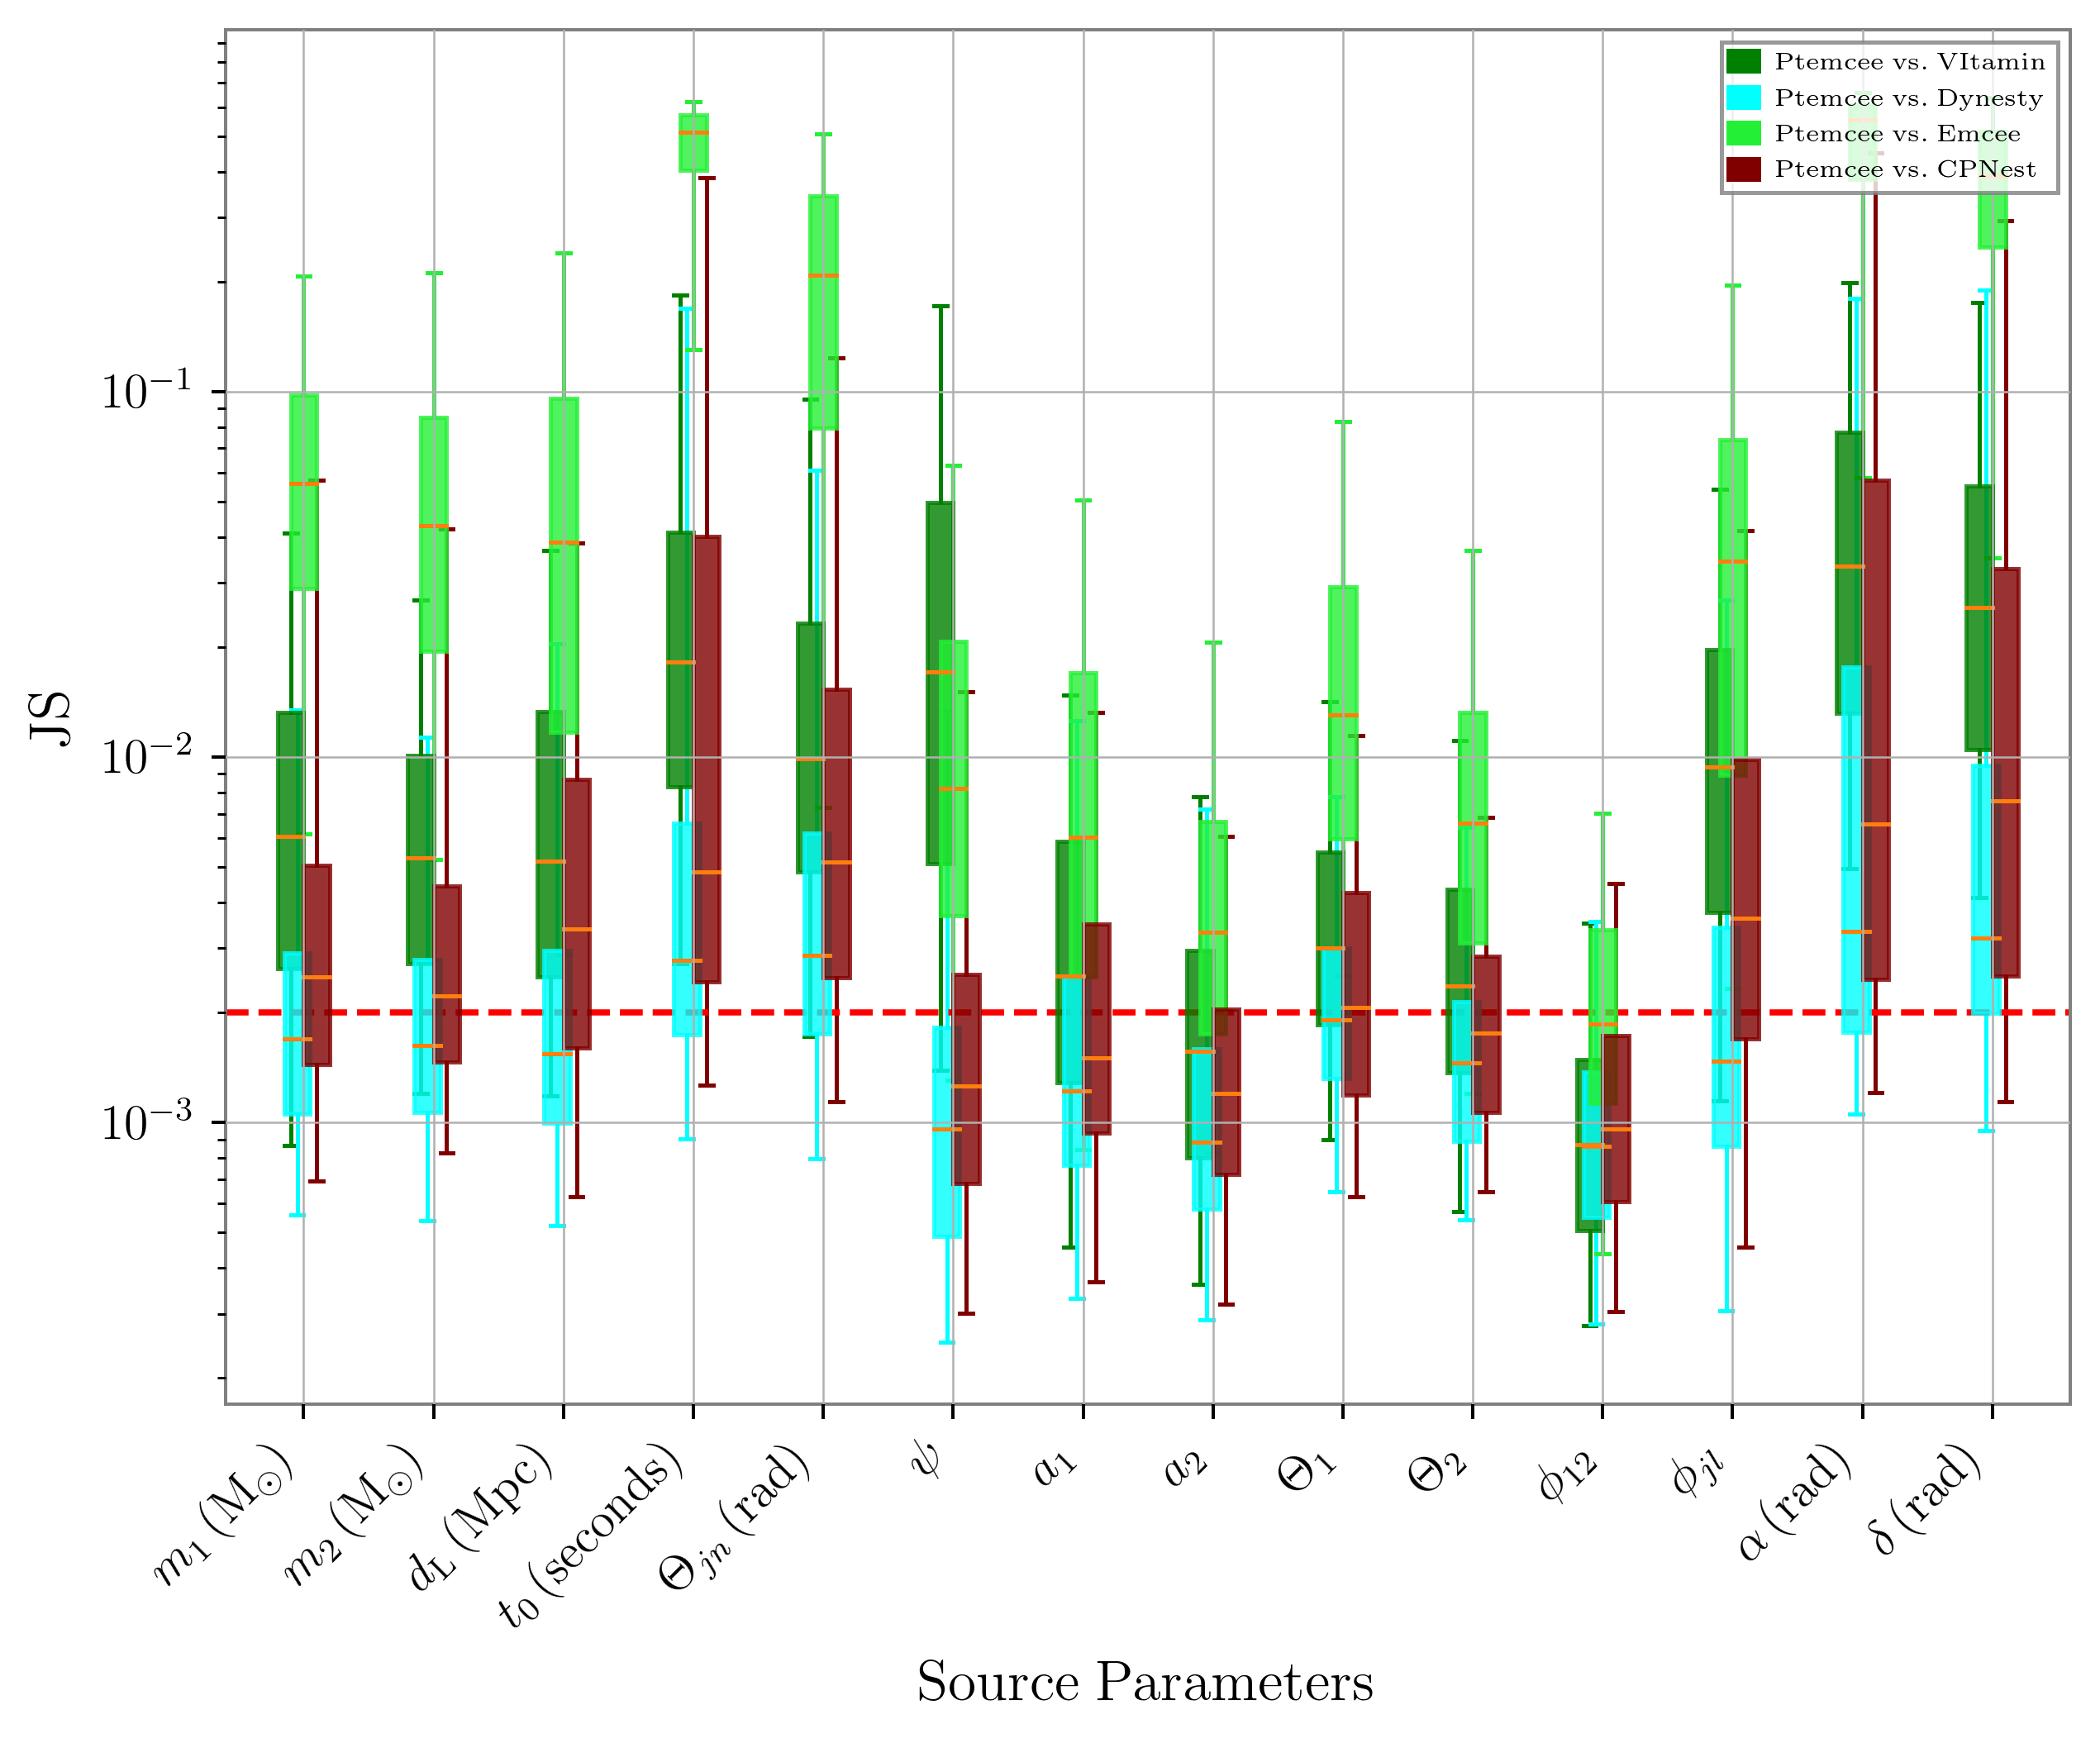 JS
10⁻¹
10⁻²
10⁻³
Ptemcee vs. VItamin
Ptemcee vs. Dynesty
Ptemcee vs. Emcee
Ptemcee vs. CPNest
m₁ (M⊙)
m₂ (M⊙)
d_L (Mpc)
t₀ (seconds)
Θ_jn (rad)
ψ
a₁
a₂
Θ₁
Θ₂
ϕ₁₂
ϕ_jl
α (rad)
δ (rad)
Source Parameters